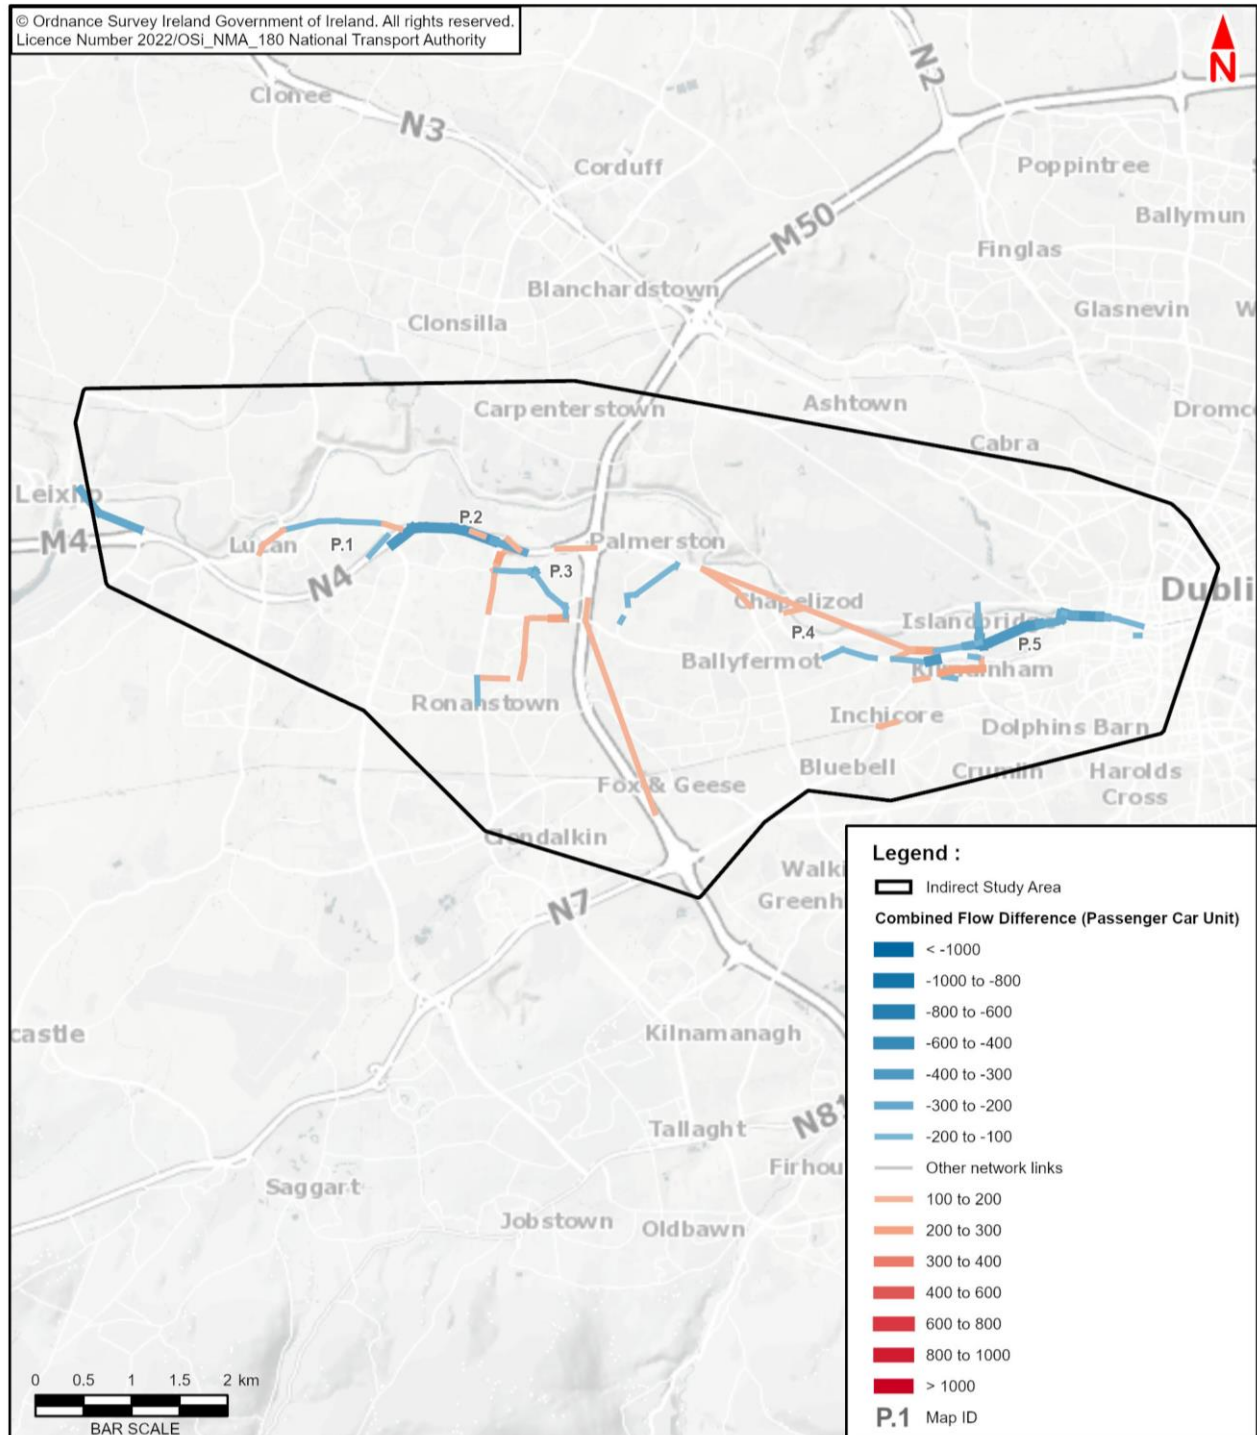 © Ordnance Survey Ireland Government of Ireland. All rights reserved.
Licence Number 2022/OSi_NMA_180 National Transport Authority
N
N2
Clonee
N3
Corduff
Poppintree
M50
Ballymun
Finglas
Blanchardstown
Glasnevin
W
Clonsilla
Carpenterstown
Ashtown
Dromc
Cabra
Leixlip
P.2
M4
Lucan
P.1
Palmerston
N4
P.3
Dubli
Chapelizod
Islandbridge
P.4
P.5
Ballyfermot
Kilmainham
Ronanstown
Inchicore
Dolphins Barn
Bluebell
Crumlin
Harolds
Cross
Fox & Geese
Clondalkin
Walki
Greenh
N7
castle
Kilnamanagh
N81
Tallaght
Firhou
Saggart
Jobstown
Oldbawn
Legend :
Indirect Study Area
Combined Flow Difference (Passenger Car Unit)
< -1000
-1000 to -800
-800 to -600
-600 to -400
-400 to -300
-300 to -200
-200 to -100
Other network links
100 to 200
200 to 300
300 to 400
400 to 600
600 to 800
800 to 1000
> 1000
P.1 Map ID
0 0.5 1 1.5 2 km
BAR SCALE